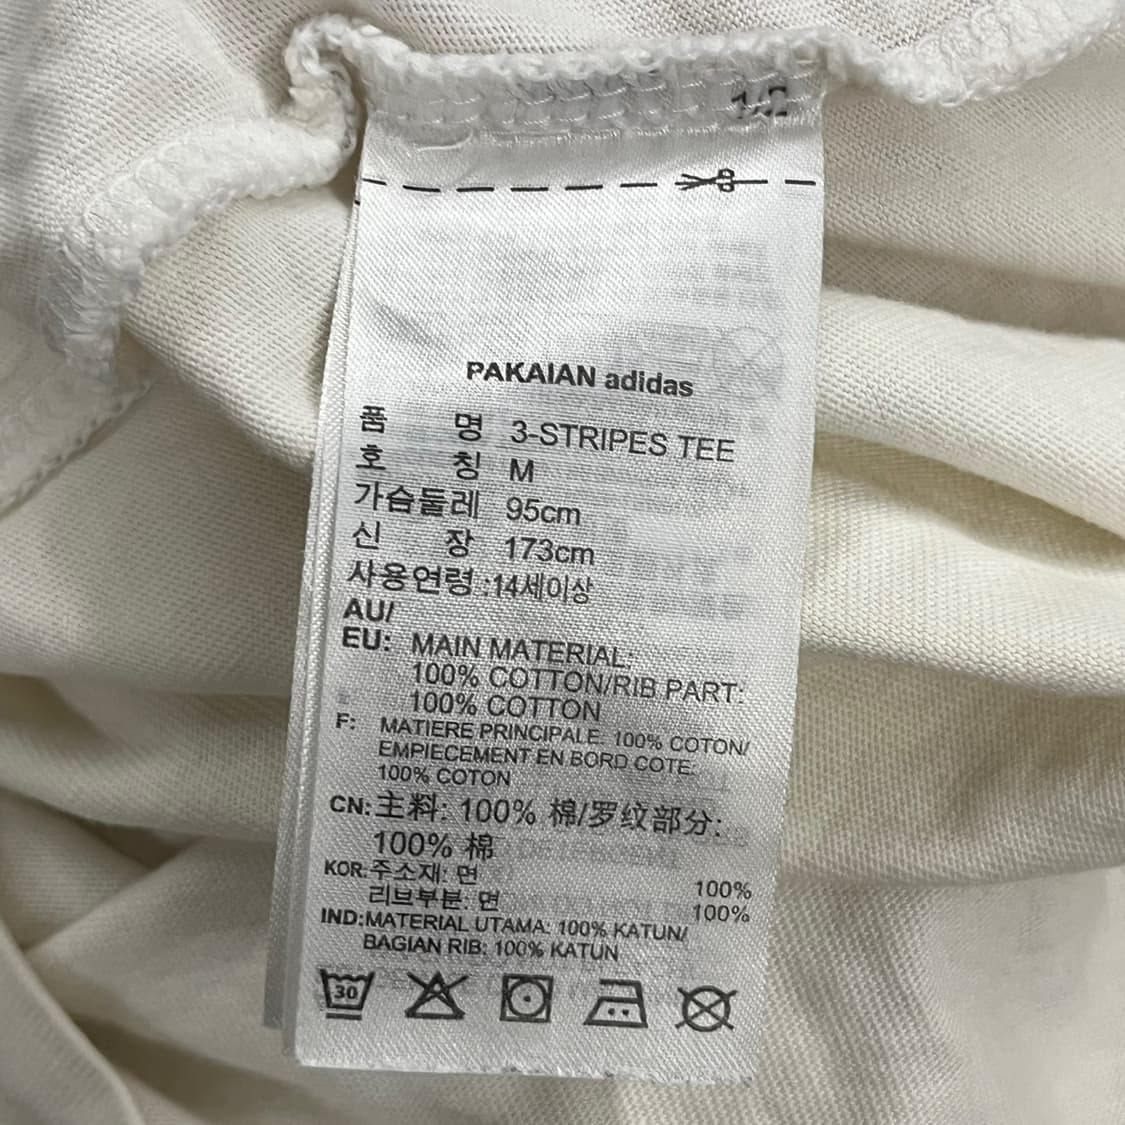 PAKAIAN adidas
품 명 3-STRIPES TEE
호 칭 M
가슴둘레 95cm
신 장 173cm
사용연령 :14세이상
AU/
EU: MAIN MATERIAL:
100% COTTON/RIB PART:
100% COTTON
F: MATIERE PRINCIPALE: 100% COTON/
EMPIECEMENT EN BORD COTE:
100% COTON
CN: 主料: 100% 棉/罗纹部分:
100% 棉
KOR: 주소재: 면 100%
리브부분: 면 100%
IND: MATERIAL UTAMA: 100% KATUN/
BAGIAN RIB: 100% KATUN
30